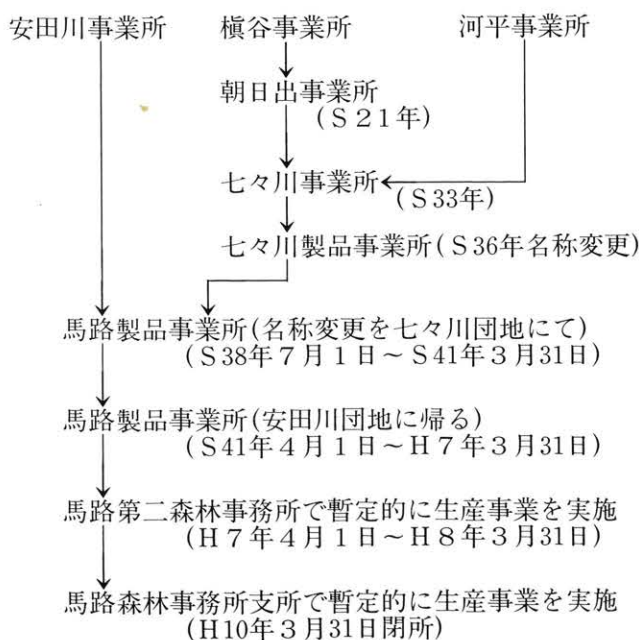 安田川事業所　槇谷事業所　河平事業所
朝日出事業所
(S21年)
七々川事業所
(S33年)
七々川製品事業所(S36年名称変更)
馬路製品事業所(名称変更を七々川団地にて)
(S38年7月1日～S41年3月31日)
馬路製品事業所(安田川団地に帰る)
(S41年4月1日～H7年3月31日)
馬路第二森林事務所で暫定的に生産事業を実施
(H7年4月1日～H8年3月31日)
馬路森林事務所支所で暫定的に生産事業を実施
(H10年3月31日閉所)